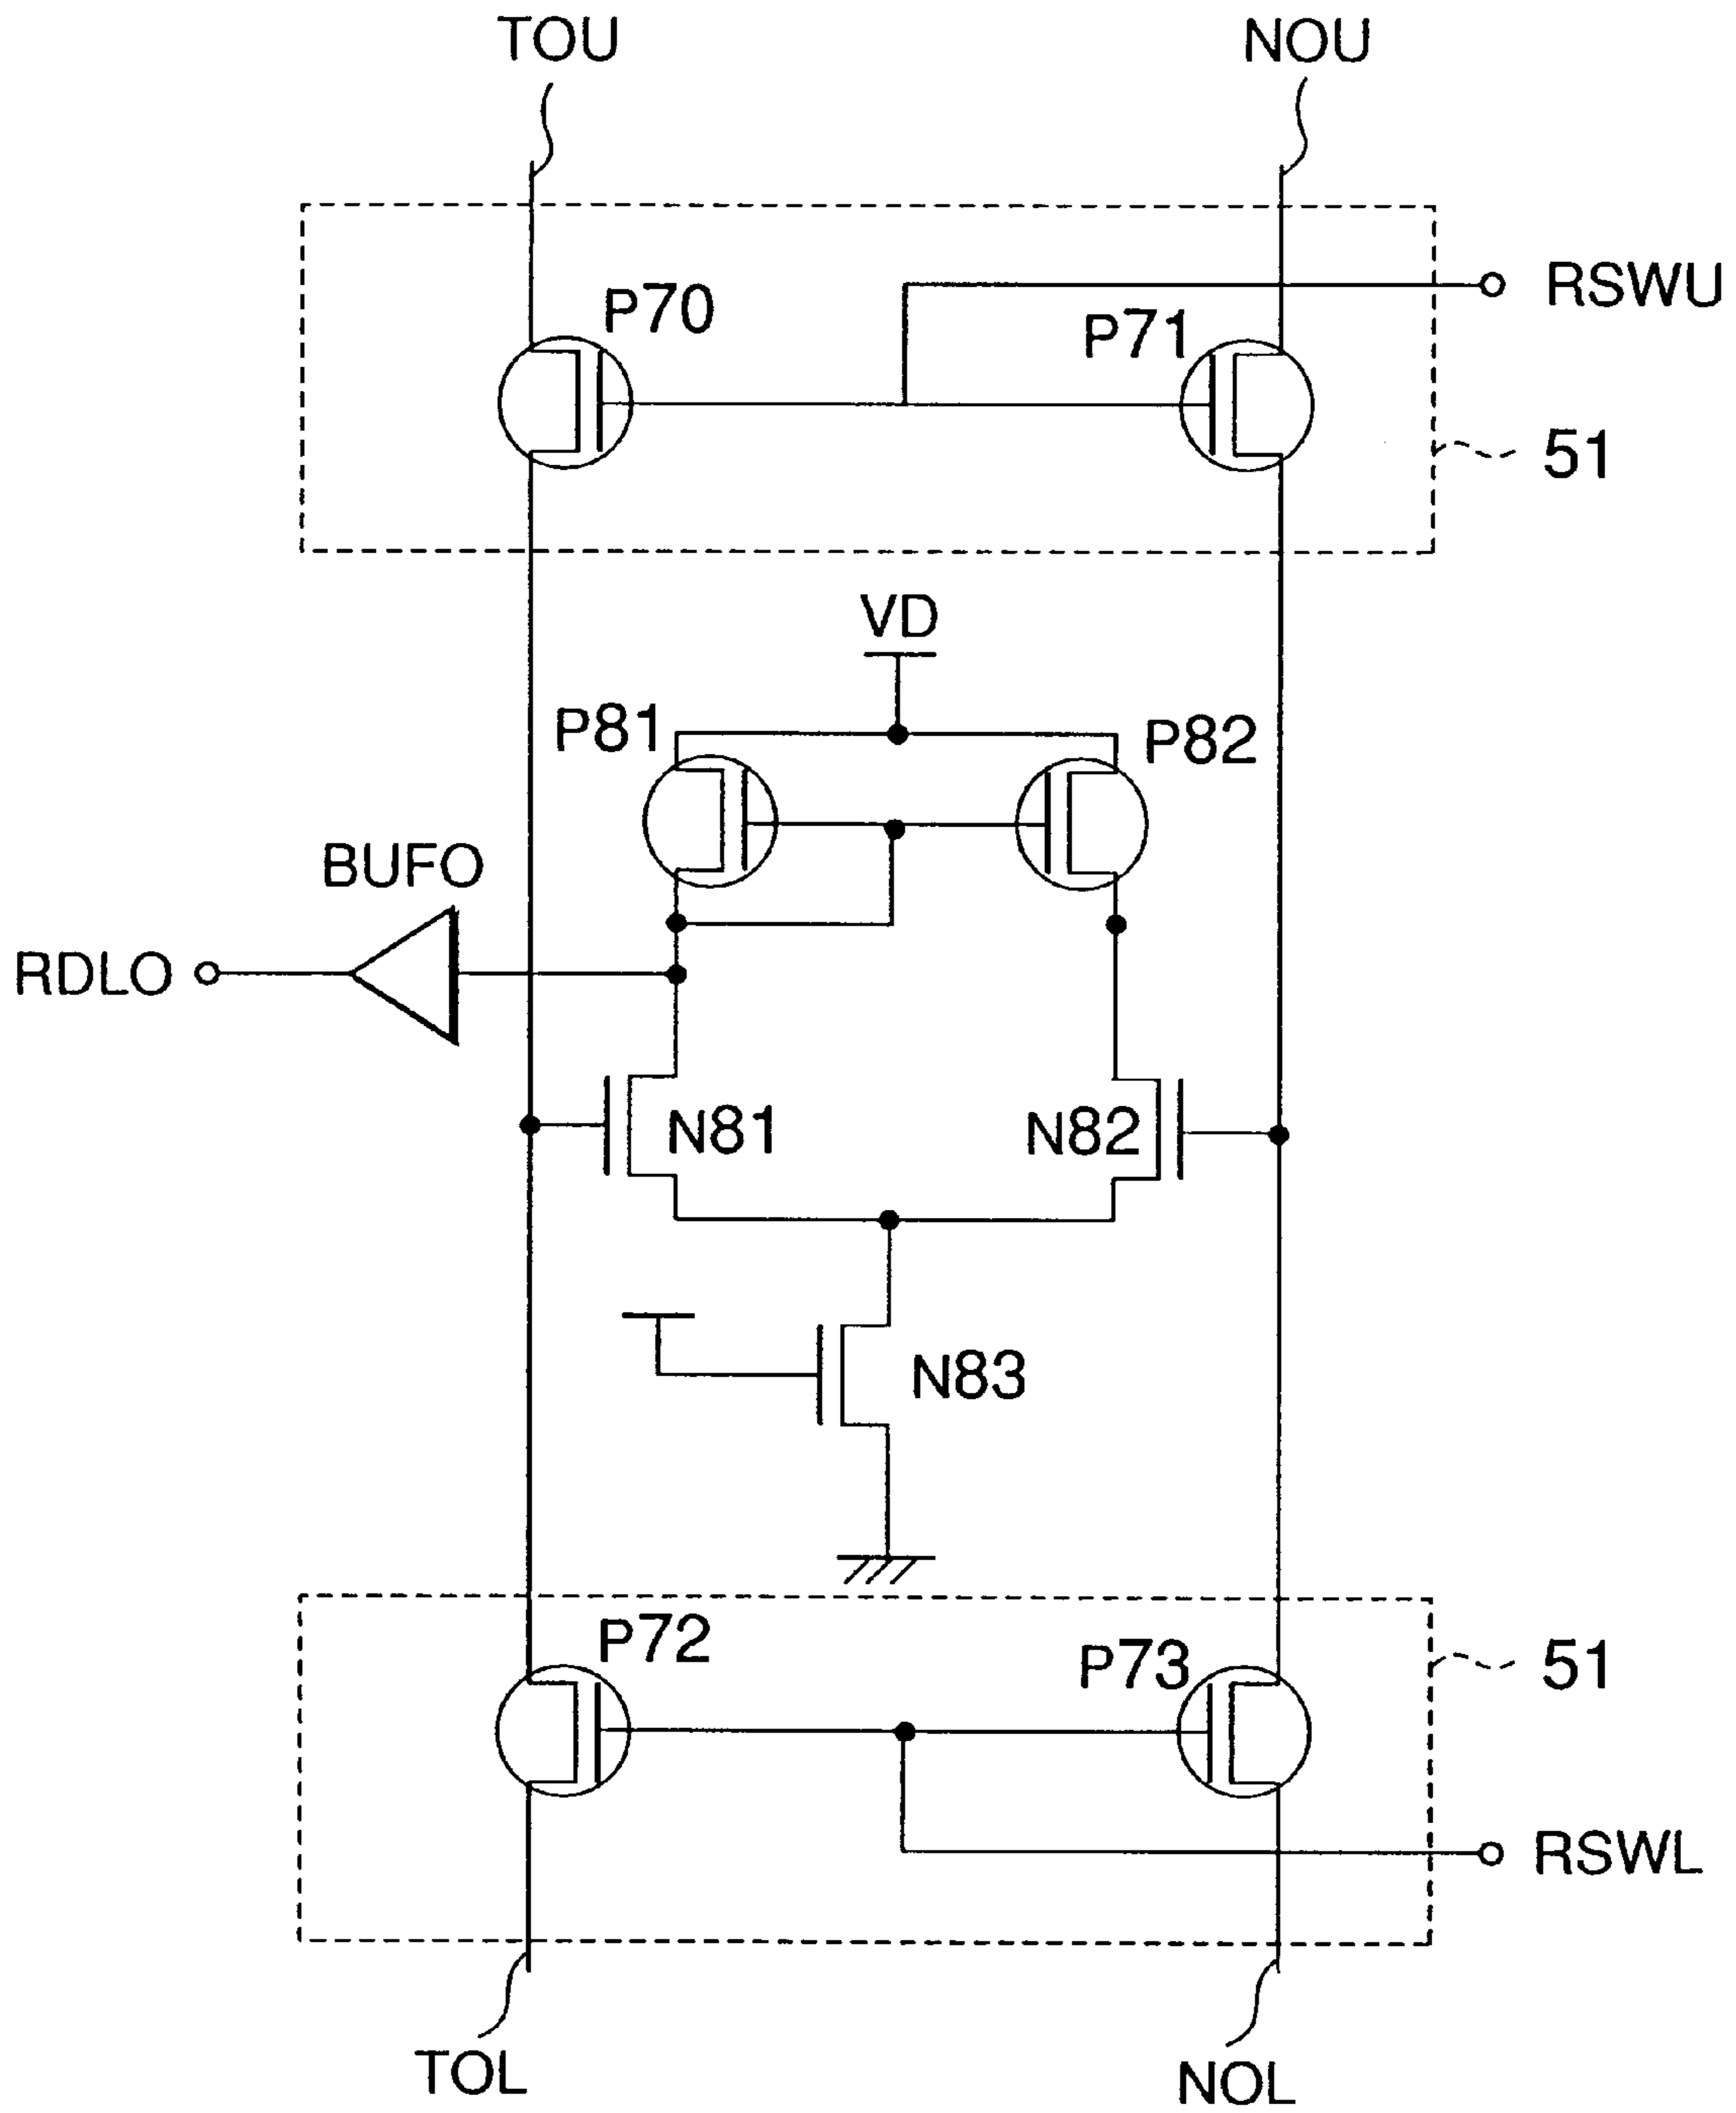 TOU
NOU
RSWU
P70
P71
51
VD
P81
P82
BUFO
RDLO
N81
N82
N83
P72
P73
51
RSWL
TOL
NOL